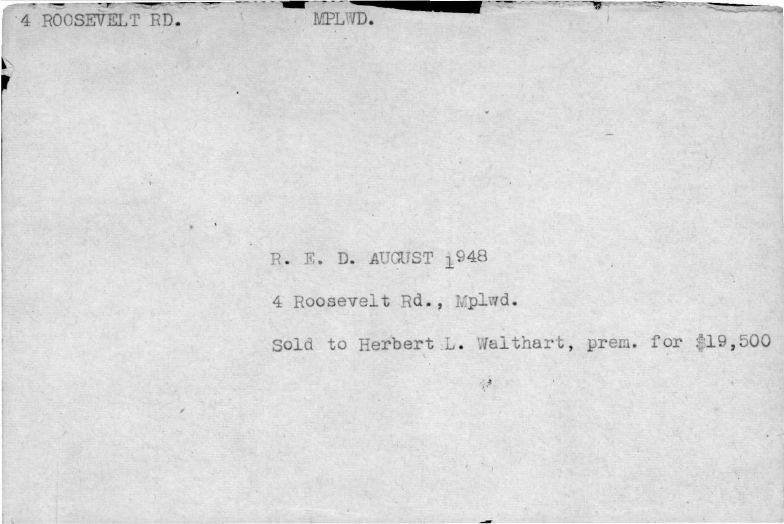 4 ROOSEVELT RD. MPLWD.
R. E. D. AUGUST 1948
4 Roosevelt Rd., Mplwd.
Sold to Herbert L. Walthart, prem. for $19,500